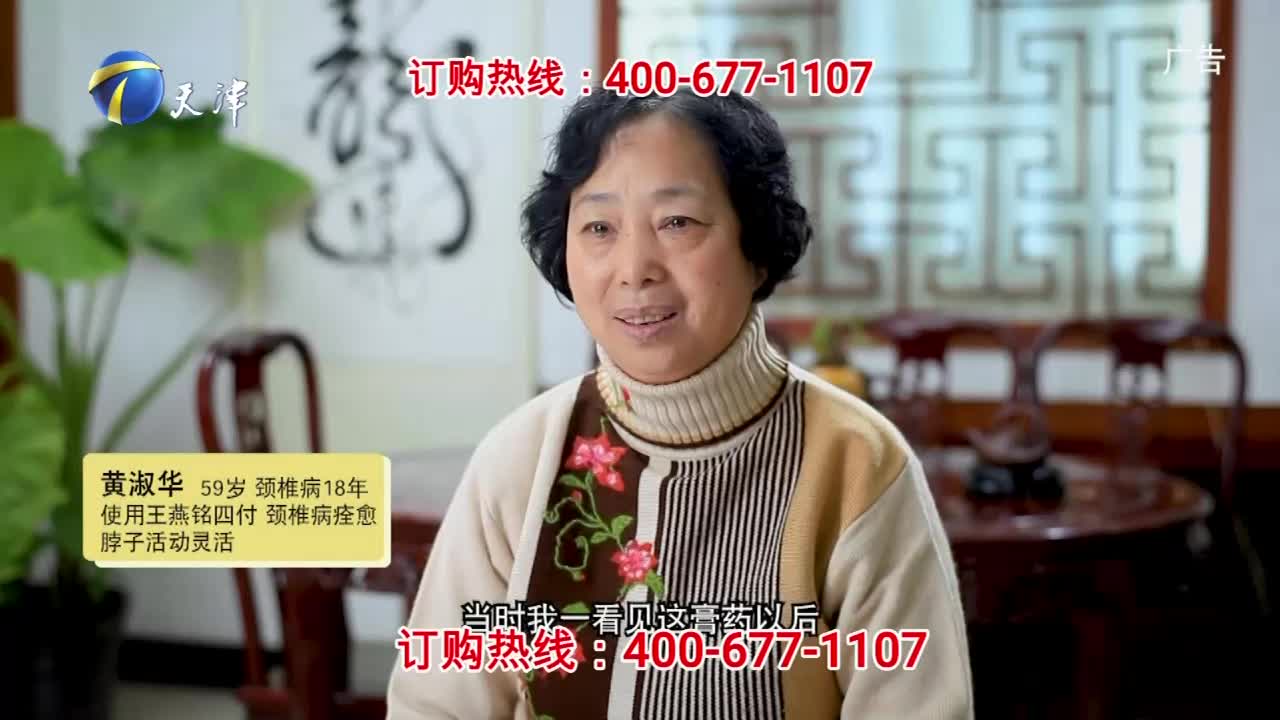 订购热线：400-677-1107
广告
天津
黄淑华 59岁 颈椎病18年
使用王燕铭四付 颈椎病痊愈
脖子活动灵活
当时我一看见这膏药以后
订购热线：400-677-1107